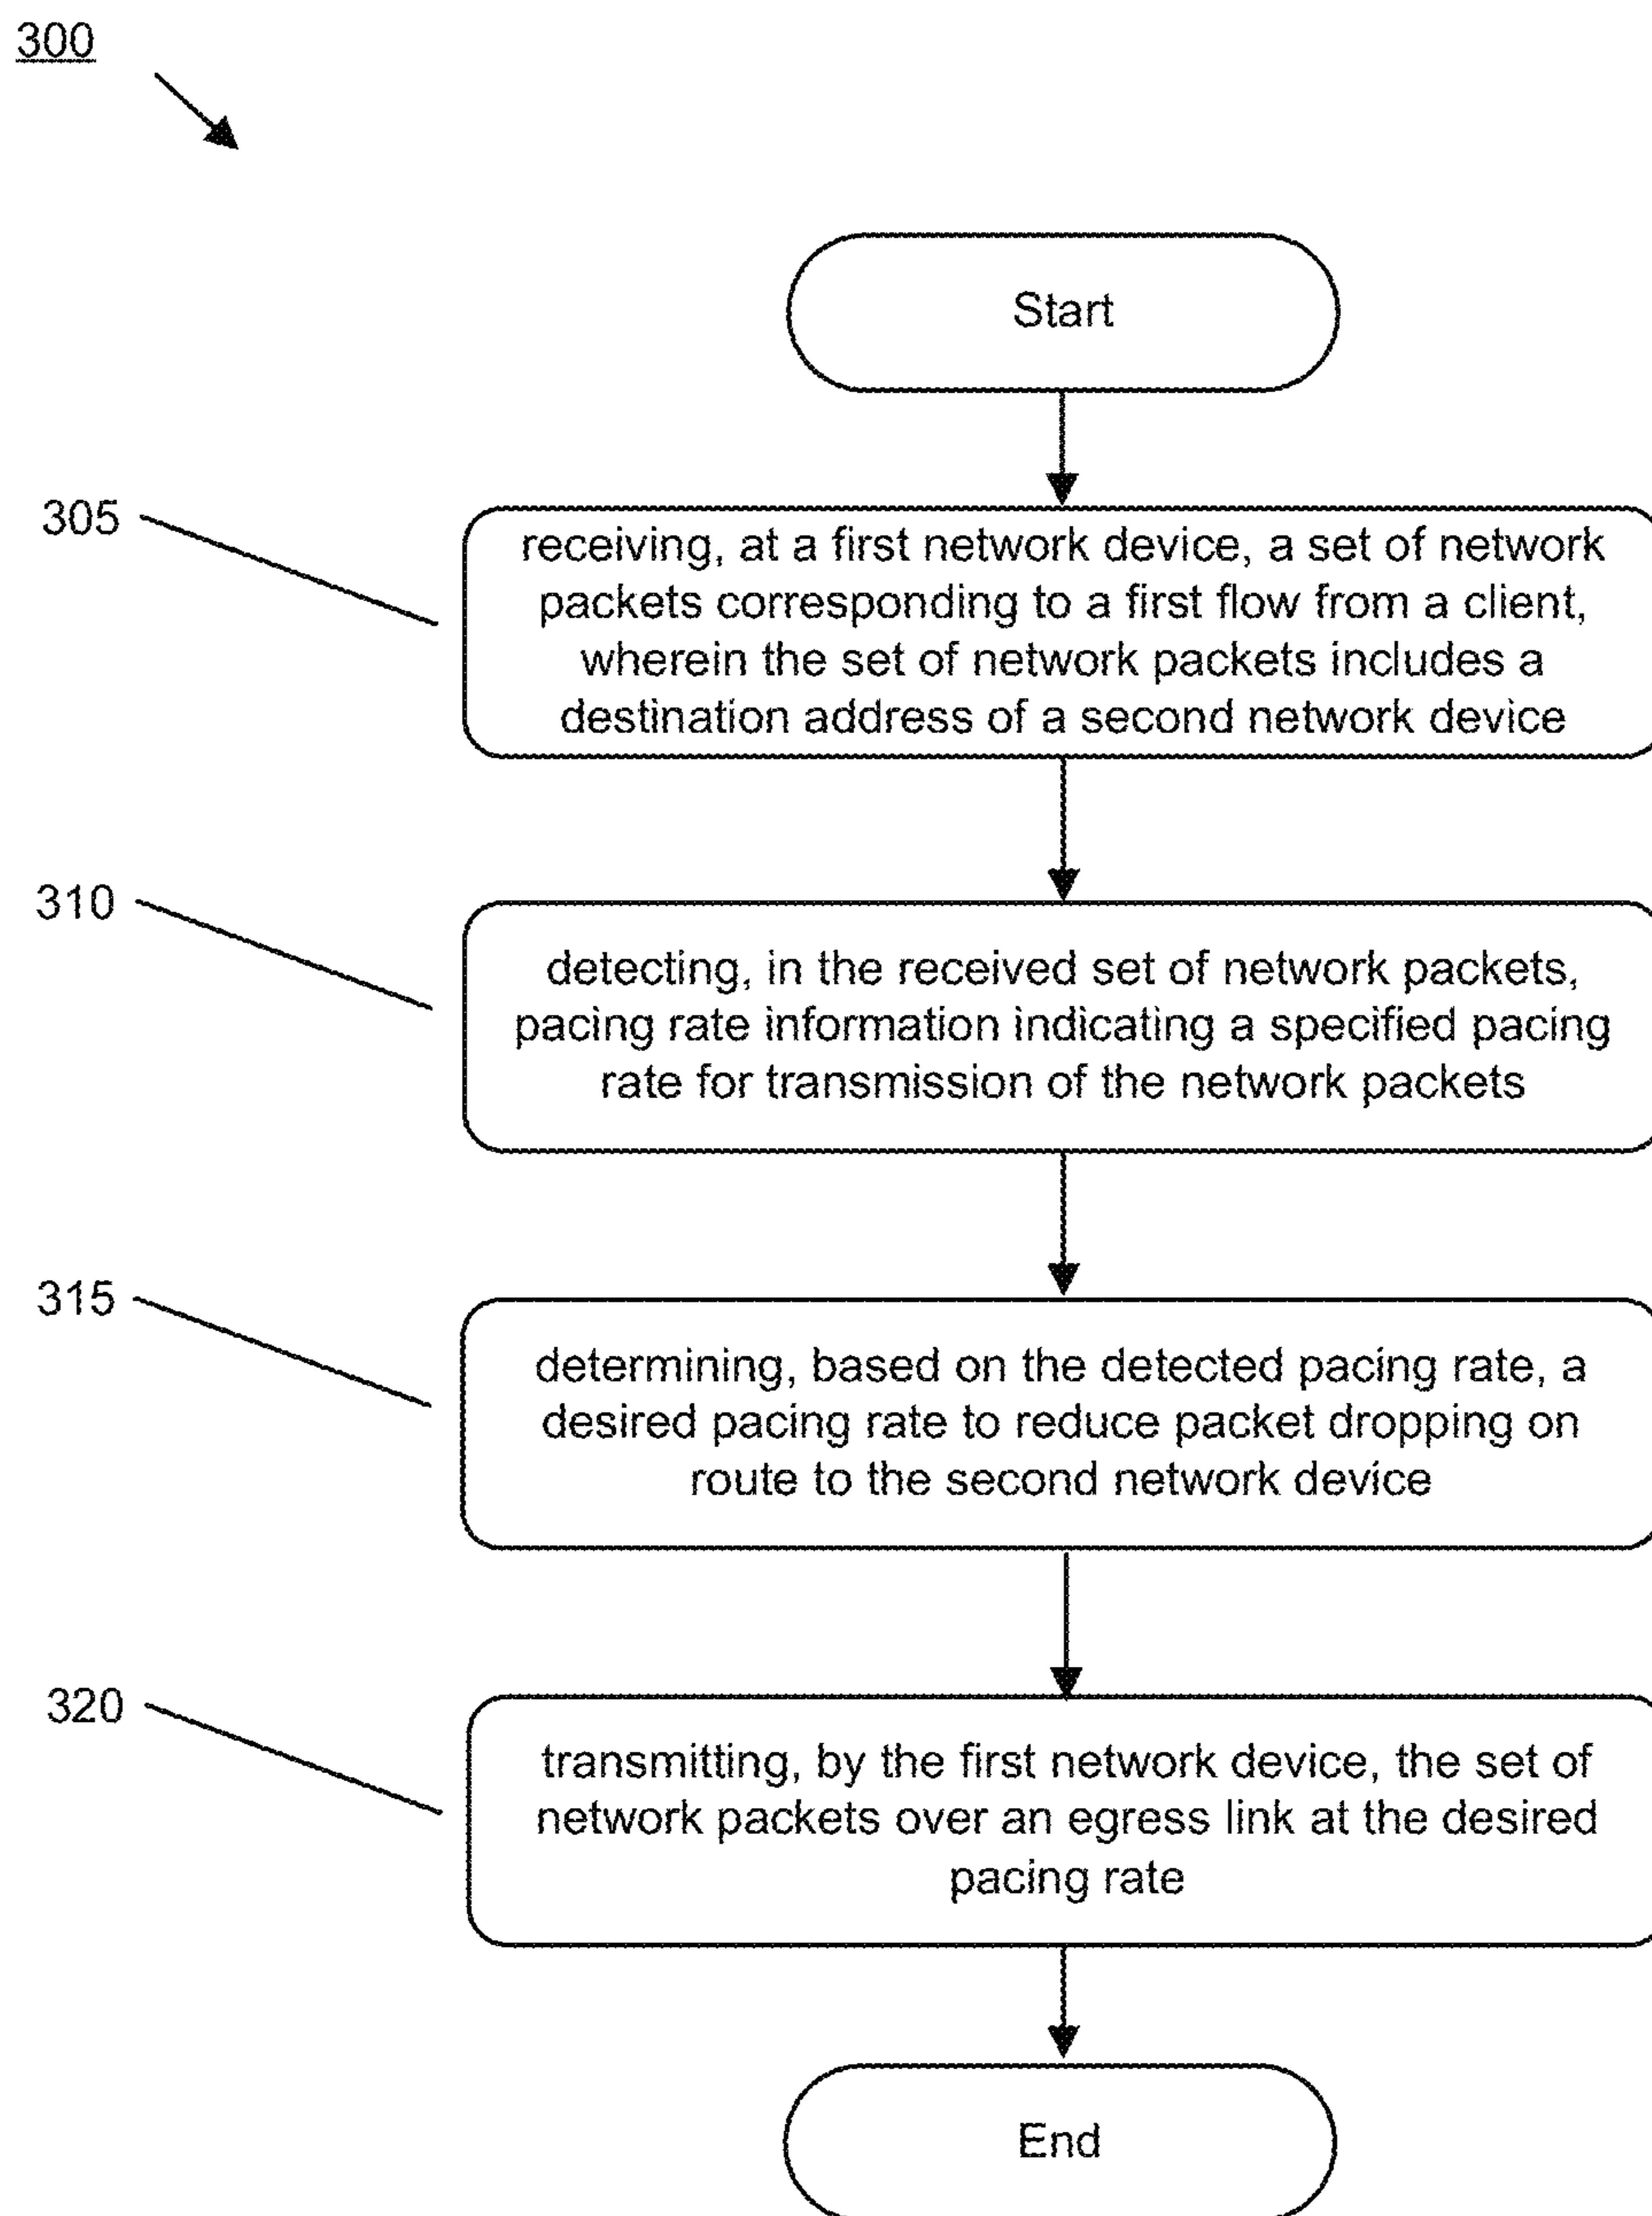 300
Start
305
receiving, at a first network device, a set of network
packets corresponding to a first flow from a client,
wherein the set of network packets includes a
destination address of a second network device
310
detecting, in the received set of network packets,
pacing rate information indicating a specified pacing
rate for transmission of the network packets
315
determining, based on the detected pacing rate, a
desired pacing rate to reduce packet dropping on
route to the second network device
320
transmitting, by the first network device, the set of
network packets over an egress link at the desired
pacing rate
End